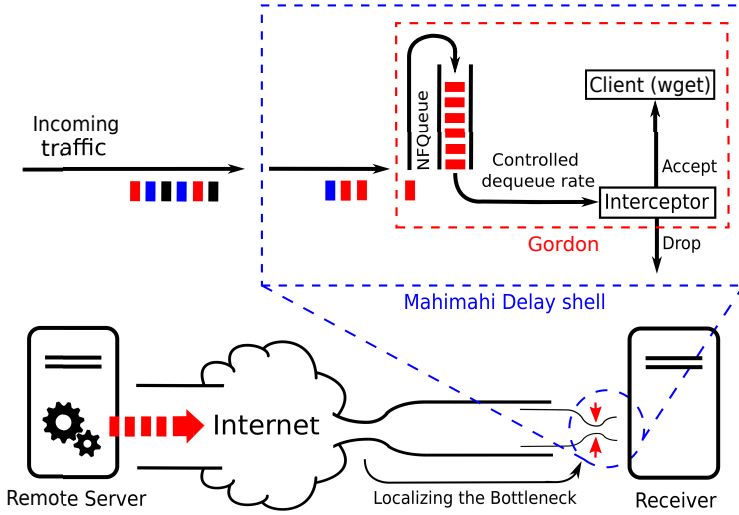 Incoming
traffic
NFQueue
Client (wget)
Controlled
dequeue rate
Accept
Interceptor
Gordon
Drop
Mahimahi Delay shell
Internet
Remote Server
Localizing the Bottleneck
Receiver